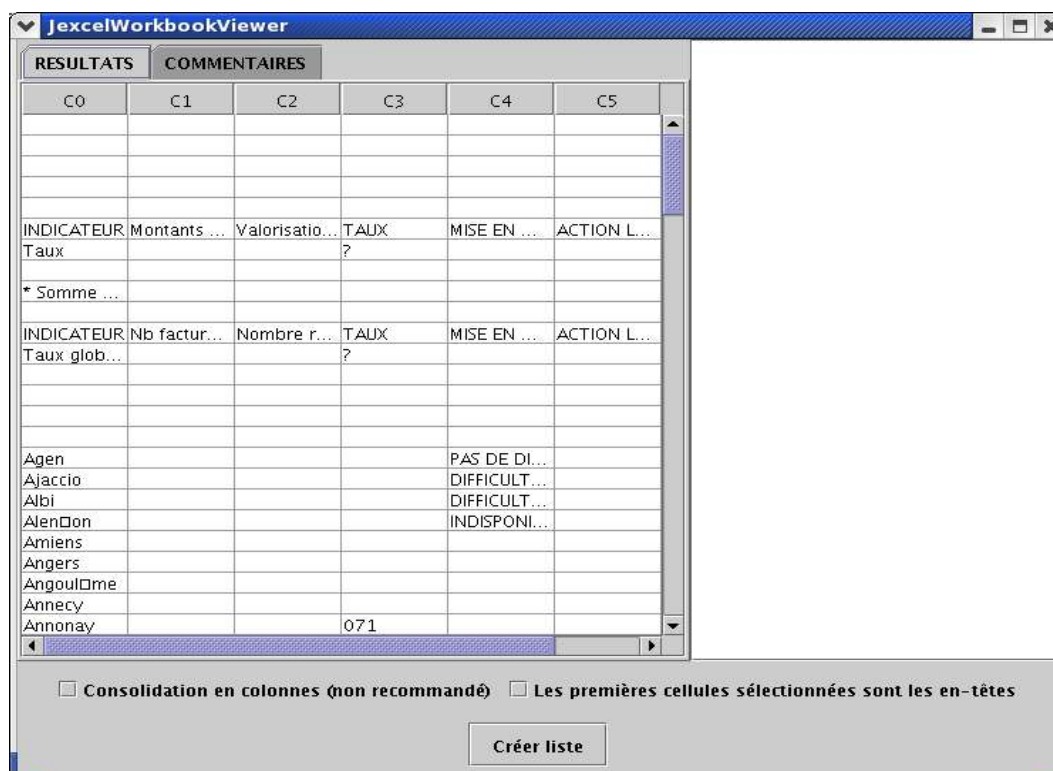 JexcelWorkbookViewer
RESULTATS COMMENTAIRES
C0 C1 C2 C3 C4 C5
INDICATEUR Montants ... Valorisatio... TAUX MISE EN ... ACTION L...
Taux ?
* Somme ...
INDICATEUR Nb factur... Nombre r... TAUX MISE EN ... ACTION L...
Taux glob... ?
Agen PAS DE DI...
Ajaccio DIFFICULT...
Albi DIFFICULT...
Alen□on INDISPONI...
Amiens
Angers
Angoul□me
Annecy
Annonay 071
Consolidation en colonnes (non recommandé) Les premières cellules sélectionnées sont les en-têtes
Créer liste